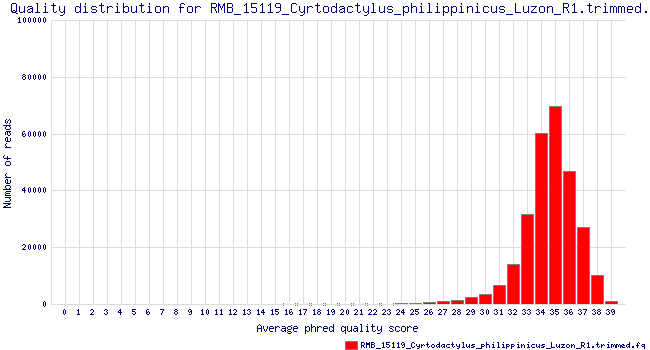 Quality distribution for RMB_15119_Cyrtodactylus_philippinicus_Luzon_R1.trimmed.
100000
80000
60000
40000
20000
0
Number of reads
0 1 2 3 4 5 6 7 8 9 10 11 12 13 14 15 16 17 18 19 20 21 22 23 24 25 26 27 28 29 30 31 32 33 34 35 36 37 38 39
Average phred quality score
RMB_15119_Cyrtodactylus_philippinicus_Luzon_R1.trimmed.fq